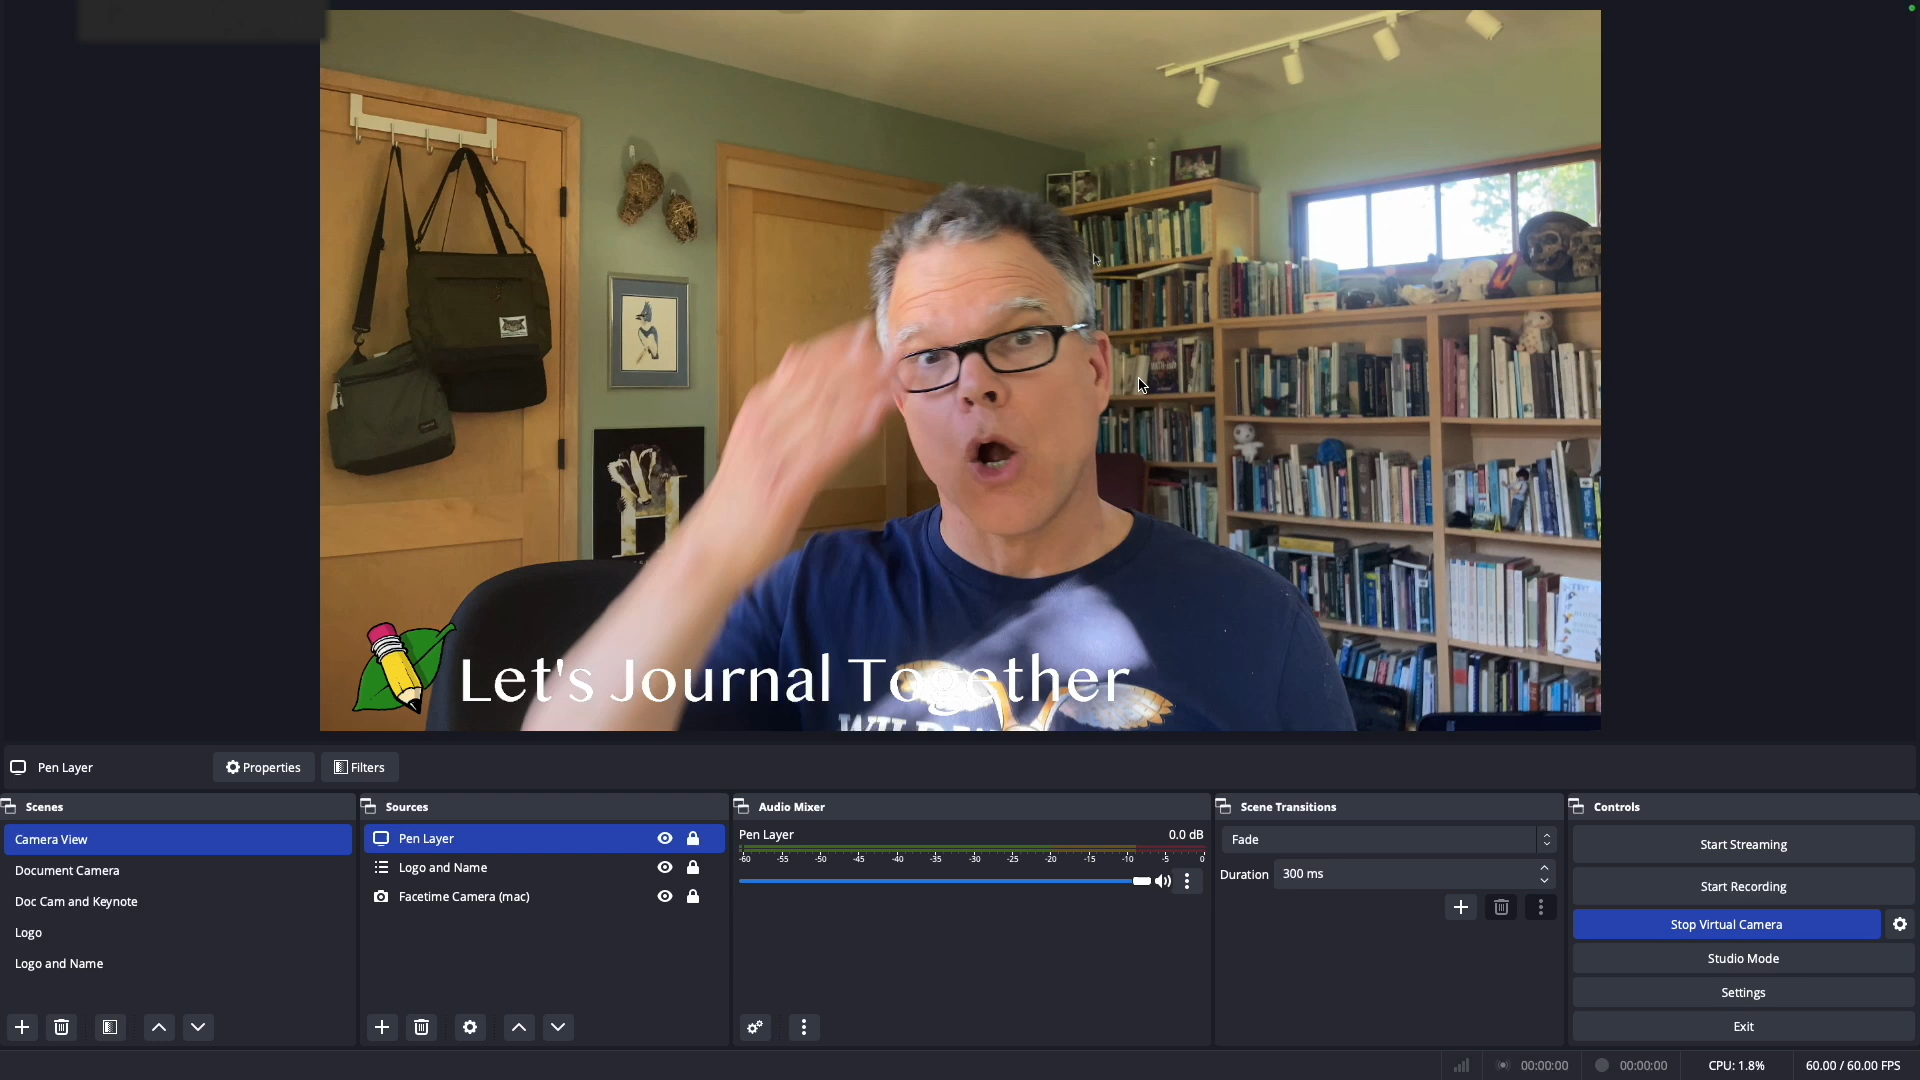 Let's Journal Together
Pen Layer
Properties
Filters
Scenes
Camera View
Document Camera
Doc Cam and Keynote
Logo
Logo and Name
Sources
Pen Layer
Logo and Name
Facetime Camera (mac)
Audio Mixer
Pen Layer 0.0 dB
-60 -55 -50 -45 -40 -35 -30 -25 -20 -15 -10 -5 0
Scene Transitions
Fade
Duration 300 ms
Controls
Start Streaming
Start Recording
Stop Virtual Camera
Studio Mode
Settings
Exit
00:00:00
00:00:00
CPU: 1.8%
60.00 / 60.00 FPS